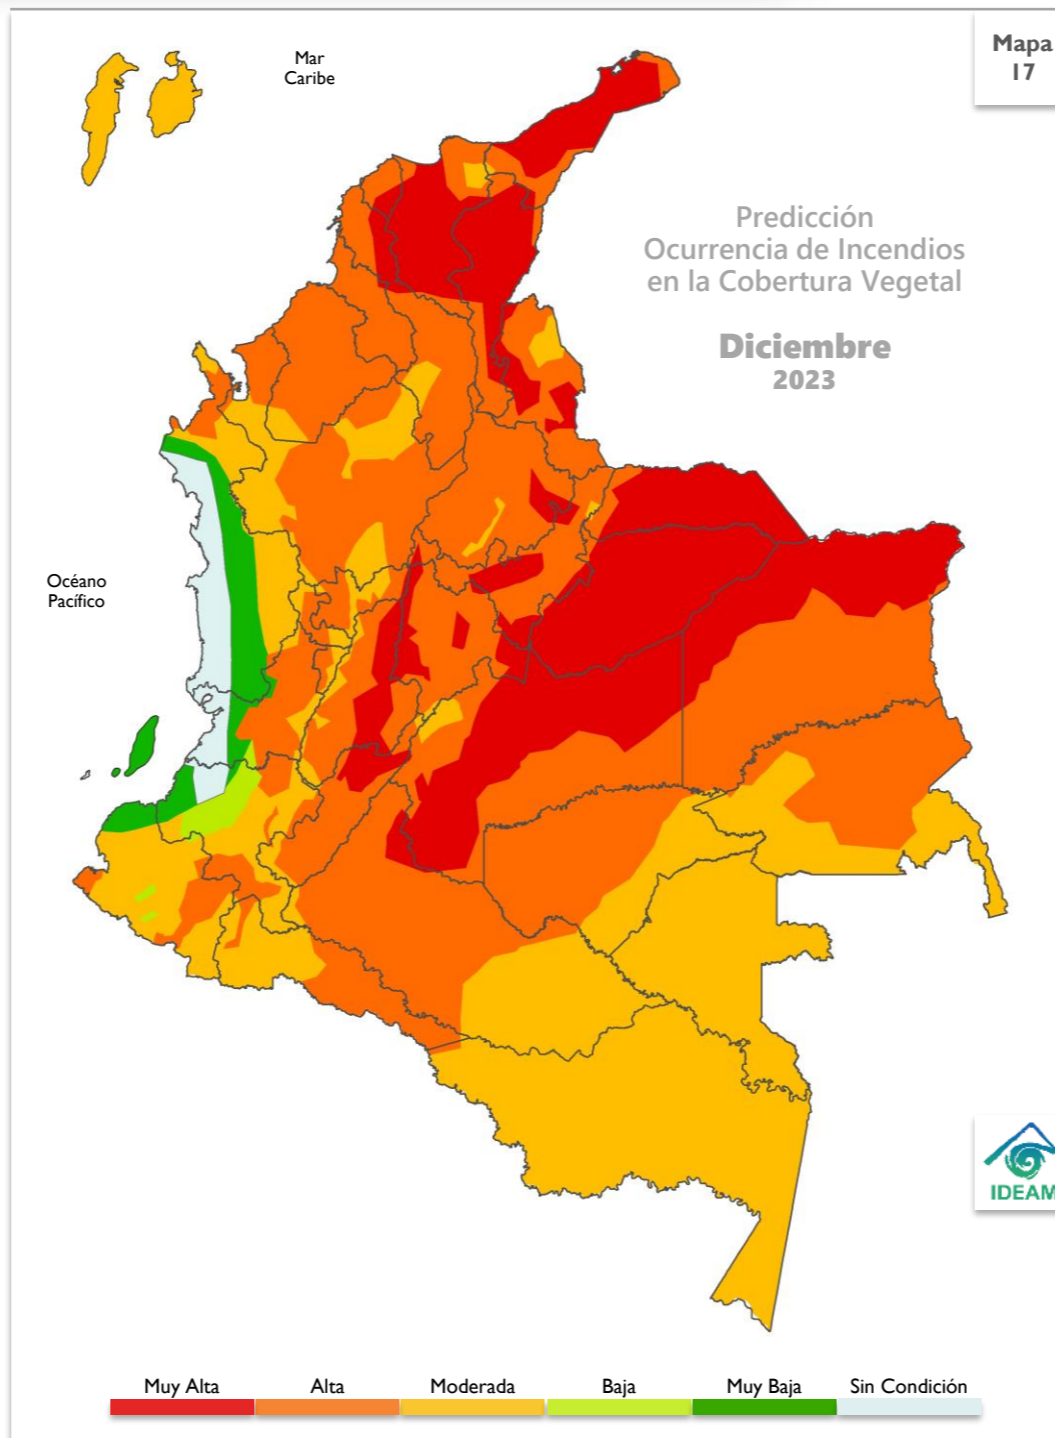 Mapa
17
Mar
Caribe
Predicción
Ocurrencia de Incendios
en la Cobertura Vegetal
Diciembre
2023
Océano
Pacífico
IDEAM
Muy Alta
Alta
Moderada
Baja
Muy Baja
Sin Condición